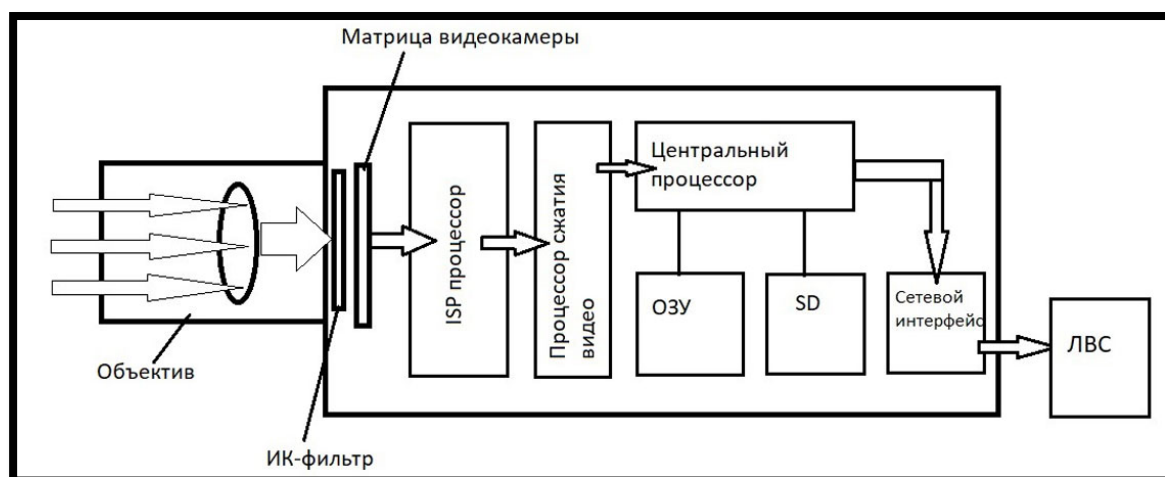 Матрица видеокамеры
ISP процессор
Процессор сжатия
видео
Центральный
процессор
ОЗУ
SD
Сетевой
интерфейс
ЛВС
Объектив
ИК-фильтр